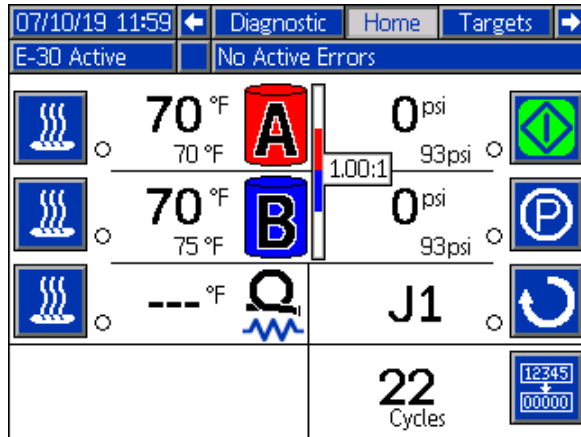 07/10/19 11:59 Diagnostic Home Targets
E-30 Active No Active Errors
70 °F A 0 psi
70 °F 93psi
1.00:1
70 °F B 0 psi
75 °F 93psi
P
--- °F J1
22
Cycles
12345
00000